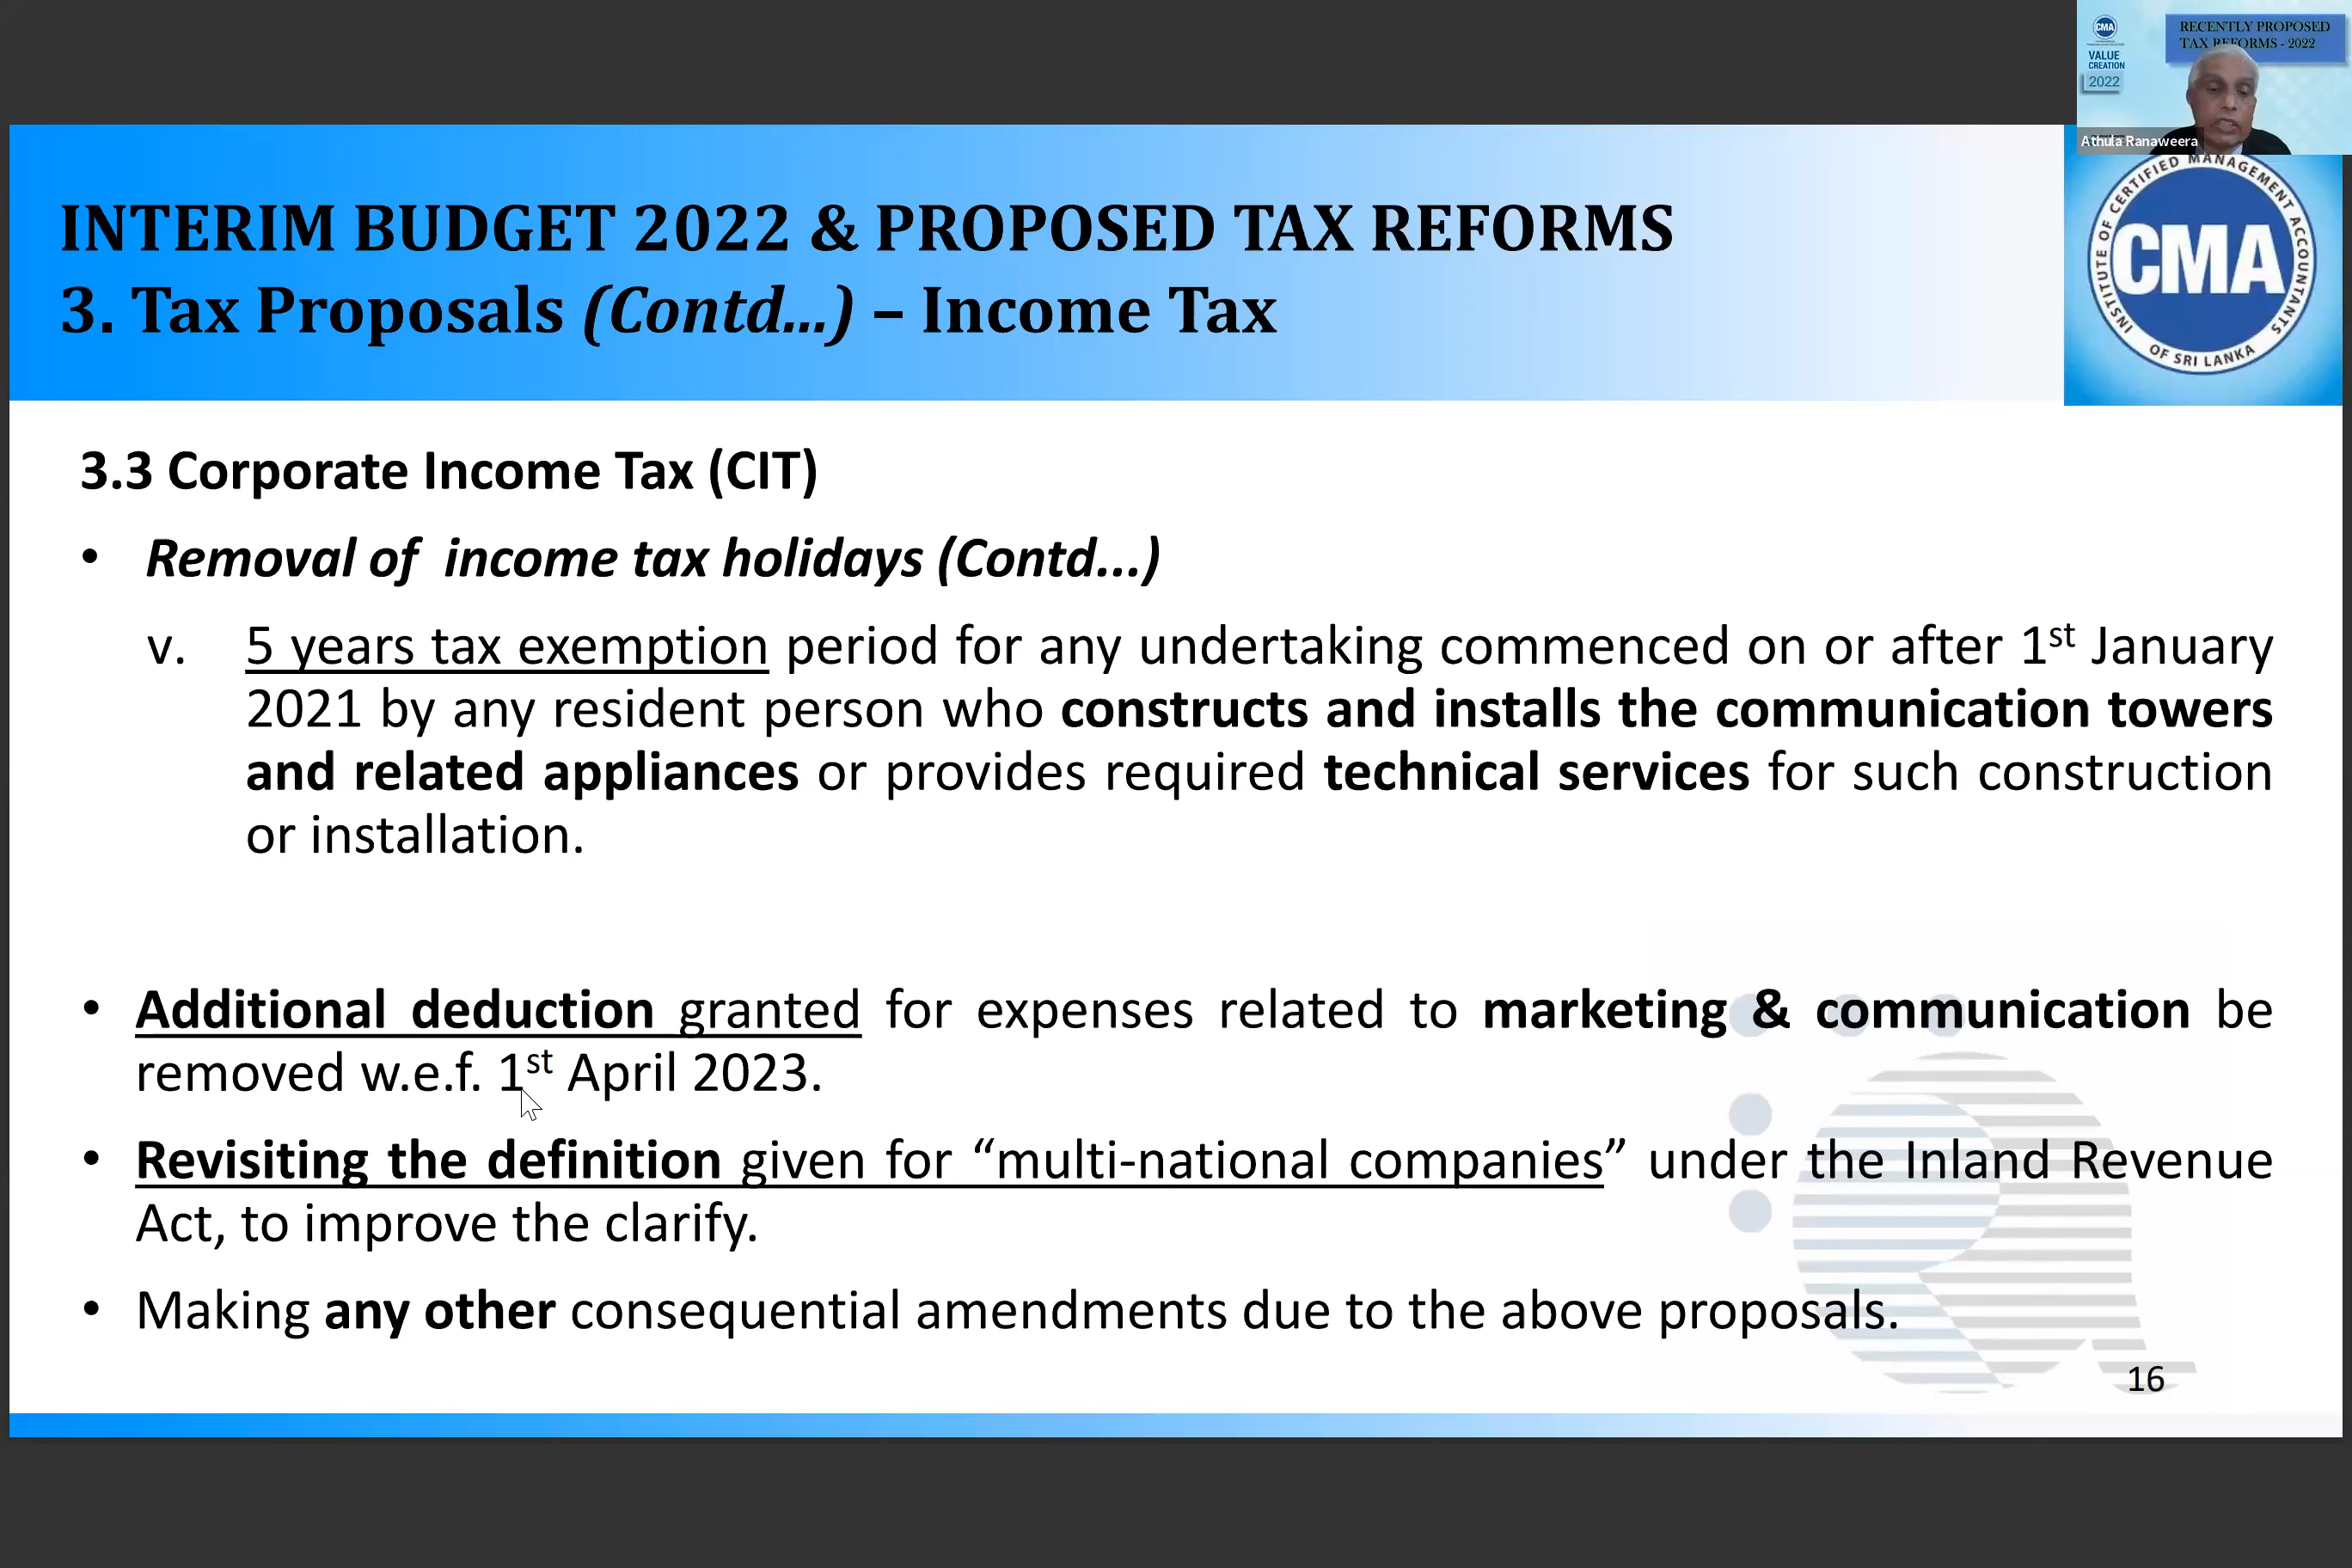 RECENTLY PROPOSED
TAX REFORMS - 2022
CMA
VALUE
CREATION
2022
Athula Ranaweera
INSTITUTE OF CERTIFIED MANAGEMENT ACCOUNTANTS
CMA
OF SRI LANKA
INTERIM BUDGET 2022 & PROPOSED TAX REFORMS
3. Tax Proposals (Contd...) – Income Tax
3.3 Corporate Income Tax (CIT)
• Removal of income tax holidays (Contd...)
v. 5 years tax exemption period for any undertaking commenced on or after 1st January
2021 by any resident person who constructs and installs the communication towers
and related appliances or provides required technical services for such construction
or installation.
• Additional deduction granted for expenses related to marketing & communication be
removed w.e.f. 1st April 2023.
• Revisiting the definition given for “multi-national companies” under the Inland Revenue
Act, to improve the clarify.
• Making any other consequential amendments due to the above proposals.
16